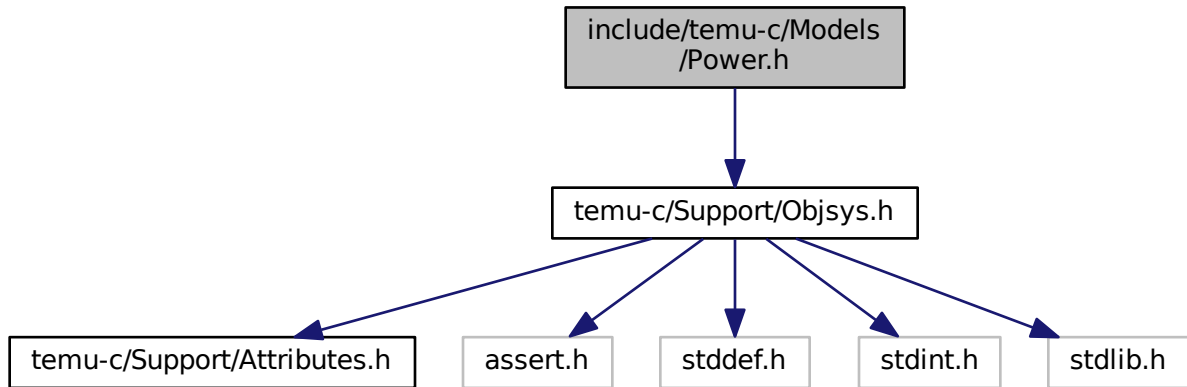 include/temu-c/Models
/Power.h
temu-c/Support/Objsys.h
temu-c/Support/Attributes.h
assert.h
stddef.h
stdint.h
stdlib.h